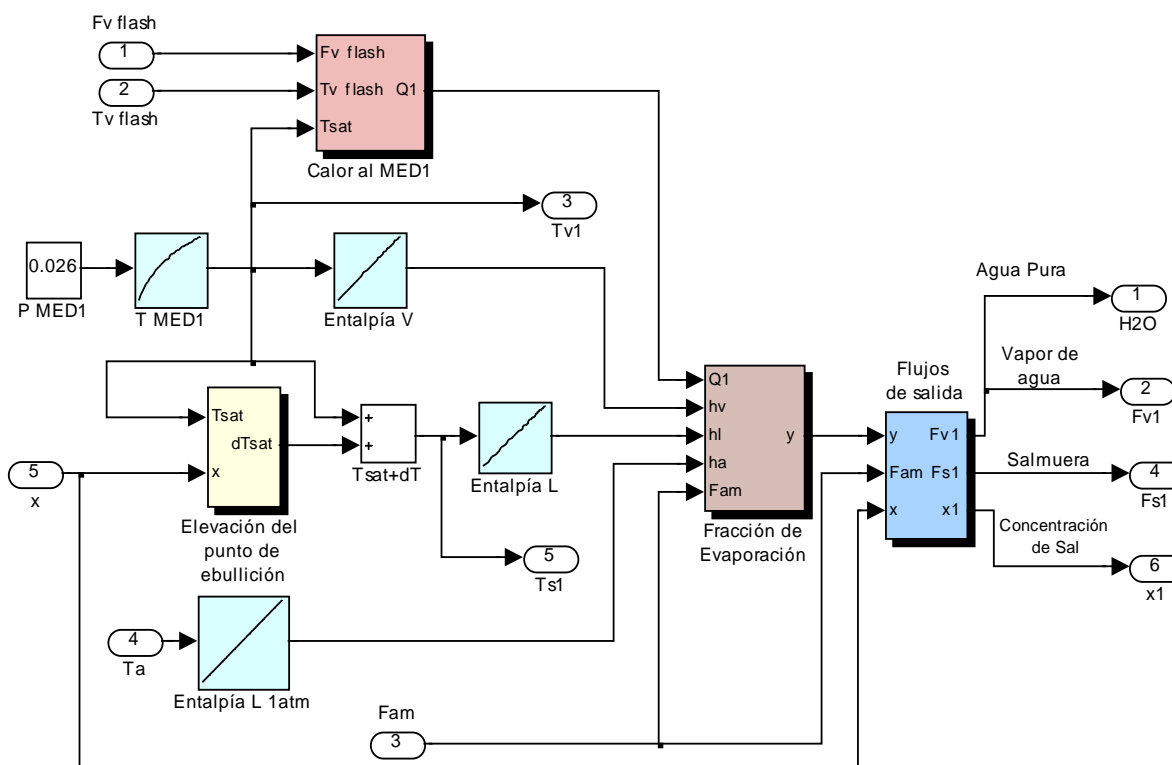 Fv flash
1
2
Tv flash
Fv flash
Tv flash
Q1
Tsat
Calor al MED1
3
Tv1
0.026
P MED1
T MED1
Entalpía V
Agua Pura
1
H2O
Tsat
dTsat
x
Elevación del
punto de
ebullición
+
+
Tsat+dT
Entalpía L
5
x
5
Ts1
Q1
hv
hl
ha
Fam
y
Fracción de
Evaporación
Flujos
de salida
y
Fam
x
Fv1
Fs1
x1
Vapor de
agua
2
Fv1
Salmuera
4
Fs1
Concentración
de Sal
6
x1
4
Ta
Entalpía L 1atm
Fam
3